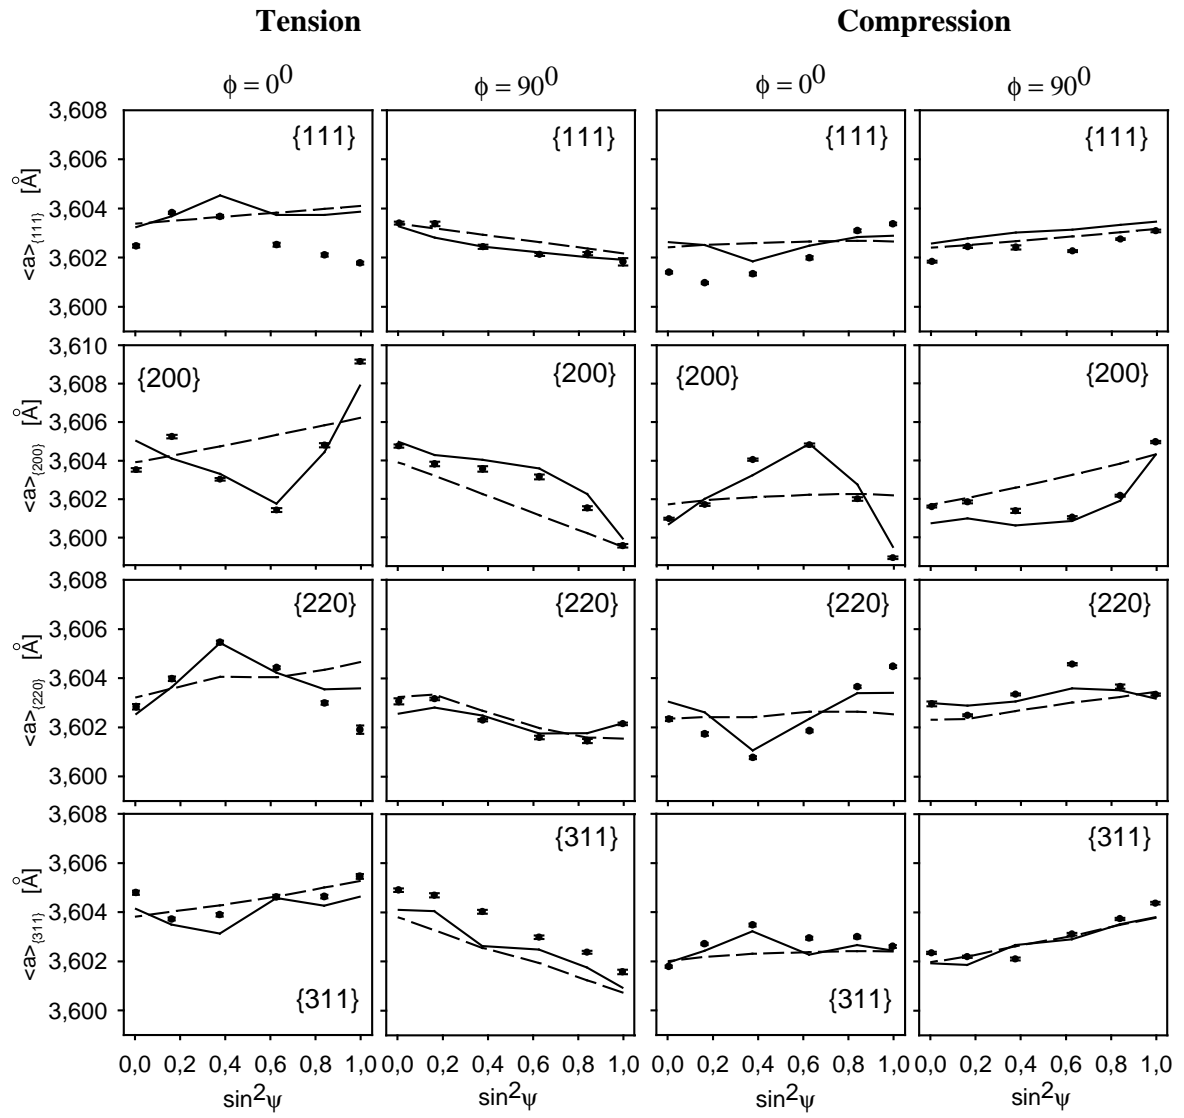 Tension Compression
ϕ = 0⁰ ϕ = 90⁰ ϕ = 0⁰ ϕ = 90⁰
3,608
3,606
3,604
3,602
3,600
<a>{111} [Å]
{111} {111} {111} {111}
3,610
3,608
3,606
3,604
3,602
3,600
<a>{200} [Å]
{200} {200} {200} {200}
3,608
3,606
3,604
3,602
3,600
<a>{220} [Å]
{220} {220} {220} {220}
3,608
3,606
3,604
3,602
3,600
<a>{311} [Å]
{311} {311} {311} {311}
0,0 0,2 0,4 0,6 0,8 1,0 0,0 0,2 0,4 0,6 0,8 1,0 0,0 0,2 0,4 0,6 0,8 1,0 0,0 0,2 0,4 0,6 0,8 1,0
sin²ψ sin²ψ sin²ψ sin²ψ